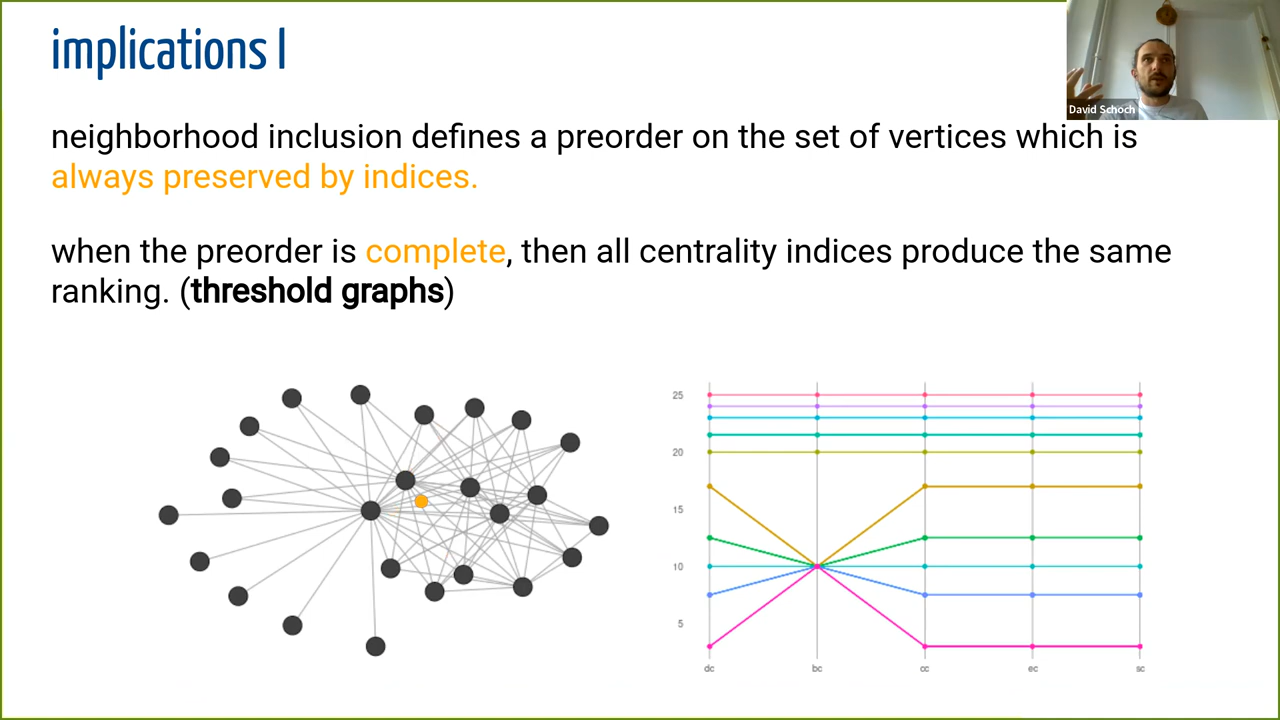 implications I
David Schoch
neighborhood inclusion defines a preorder on the set of vertices which is
always preserved by indices.
when the preorder is complete, then all centrality indices produce the same
ranking. (threshold graphs)
25
20
15
10
5
dc bc cc ec sc